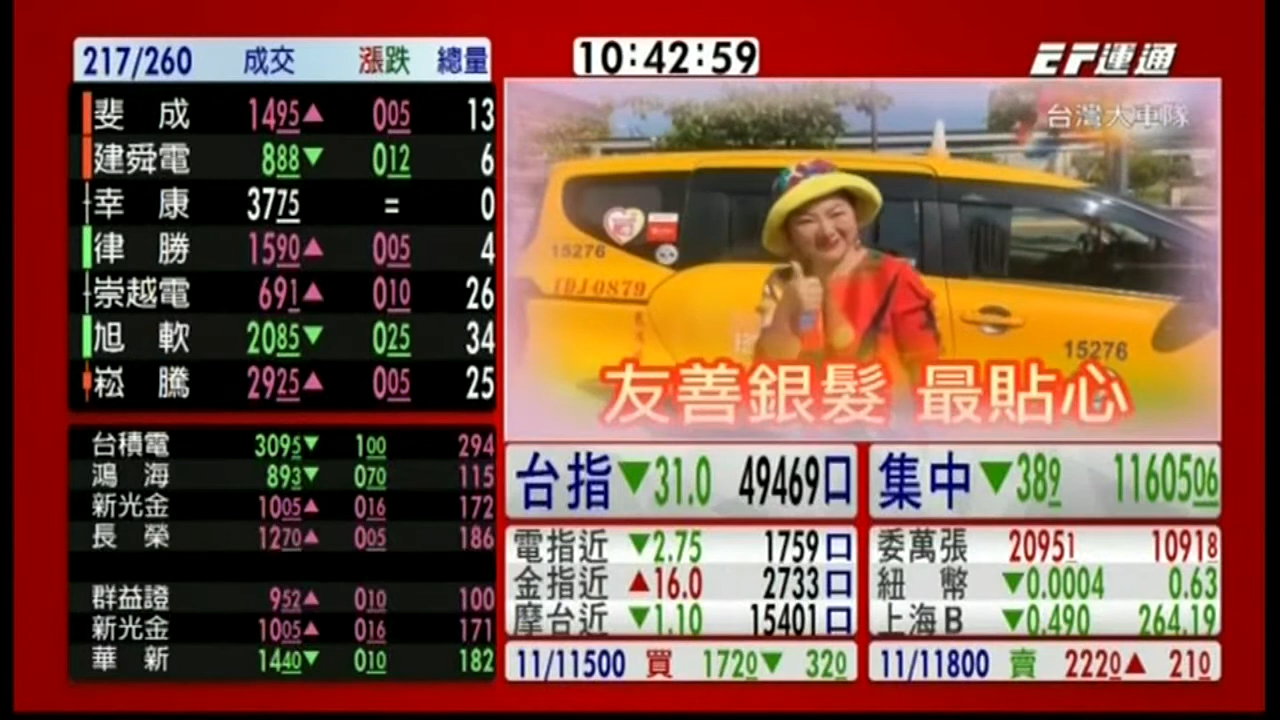 217/260 成交 漲跌 總量
10:42:59
運通
斐成 1495▲ 005 13
建舜電 888▼ 012 6
幸康 3775 = 0
律勝 1590▲ 005 4
崇越電 691▲ 010 26
旭軟 2085▼ 025 34
崧騰 2925▲ 005 25
台積電 3095▼ 100 294
鴻海 893▼ 070 115
新光金 1005▲ 016 172
長榮 1270▲ 005 186
群益證 952▲ 010 100
新光金 1005▲ 016 171
華新 1440▼ 010 182
台灣大車隊
15276
TDJ-0879
15276
友善銀髮 最貼心
台指▼31.0 49469口
集中▼389 1160506
電指近 ▼2.75 1759口
金指近 ▲16.0 2733口
摩台近 ▼1.10 15401口
委萬張 20951 10918
紐幣 ▼0.0004 0.63
上海B ▼0.490 264.19
11/11500 買 1720▼ 320
11/11800 賣 2220▲ 210